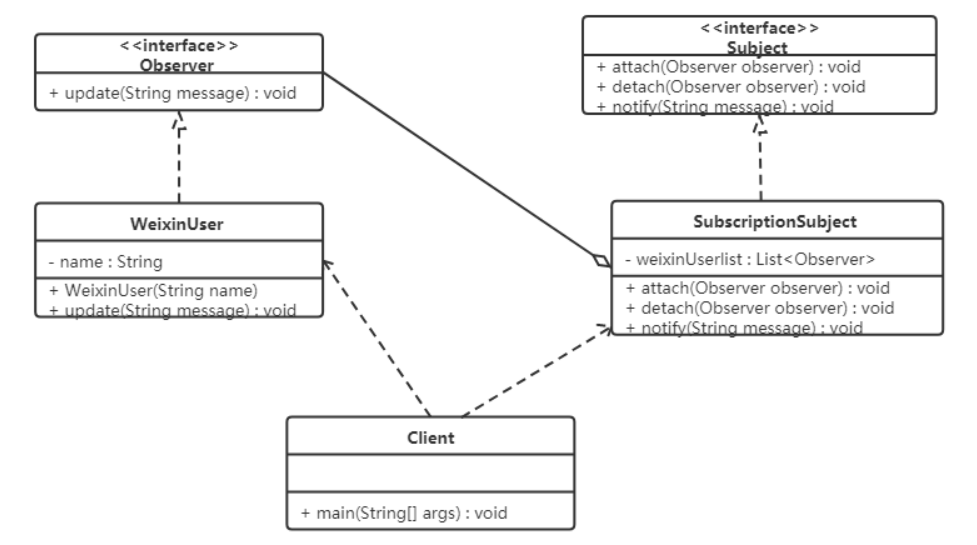 <<interface>>
Observer
+ update(String message) : void
<<interface>>
Subject
+ attach(Observer observer) : void
+ detach(Observer observer) : void
+ notify(String message) : void
WeixinUser
- name : String
+ WeixinUser(String name)
+ update(String message) : void
SubscriptionSubject
- weixinUserlist : List<Observer>
+ attach(Observer observer) : void
+ detach(Observer observer) : void
+ notify(String message) : void
Client
+ main(String[] args) : void